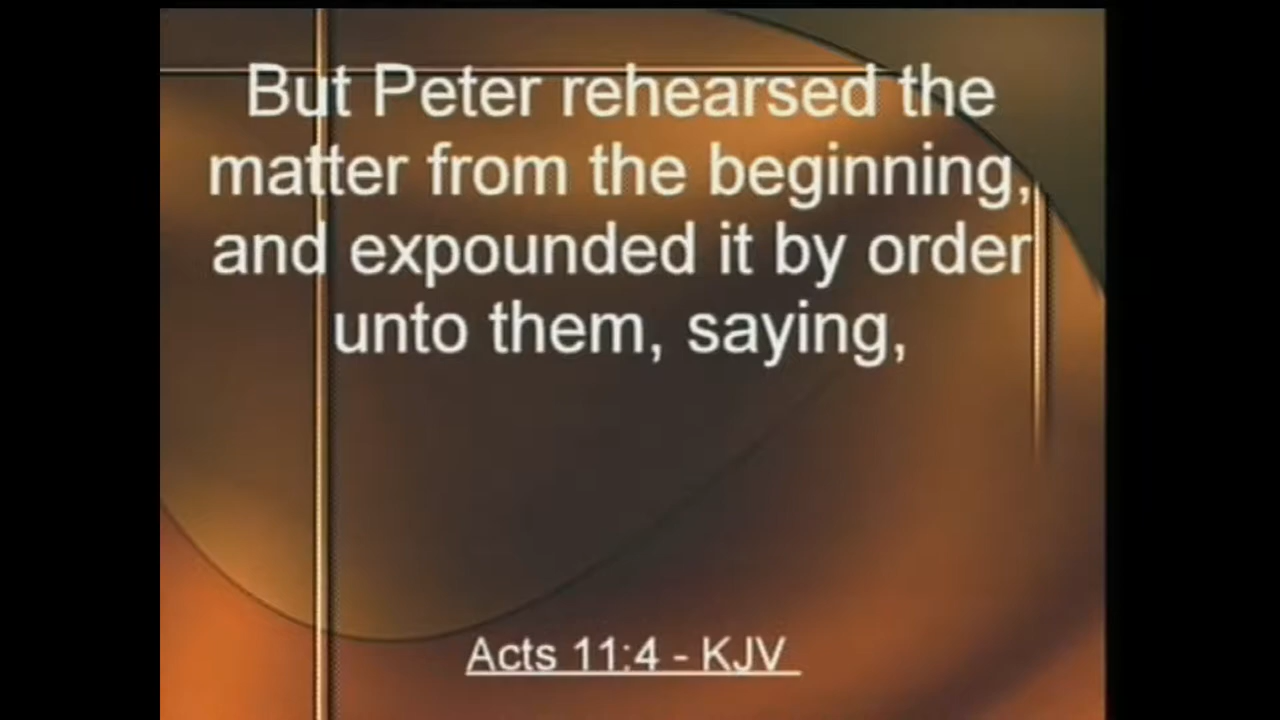 But Peter rehearsed the
matter from the beginning,
and expounded it by order
unto them, saying,
Acts 11:4 - KJV